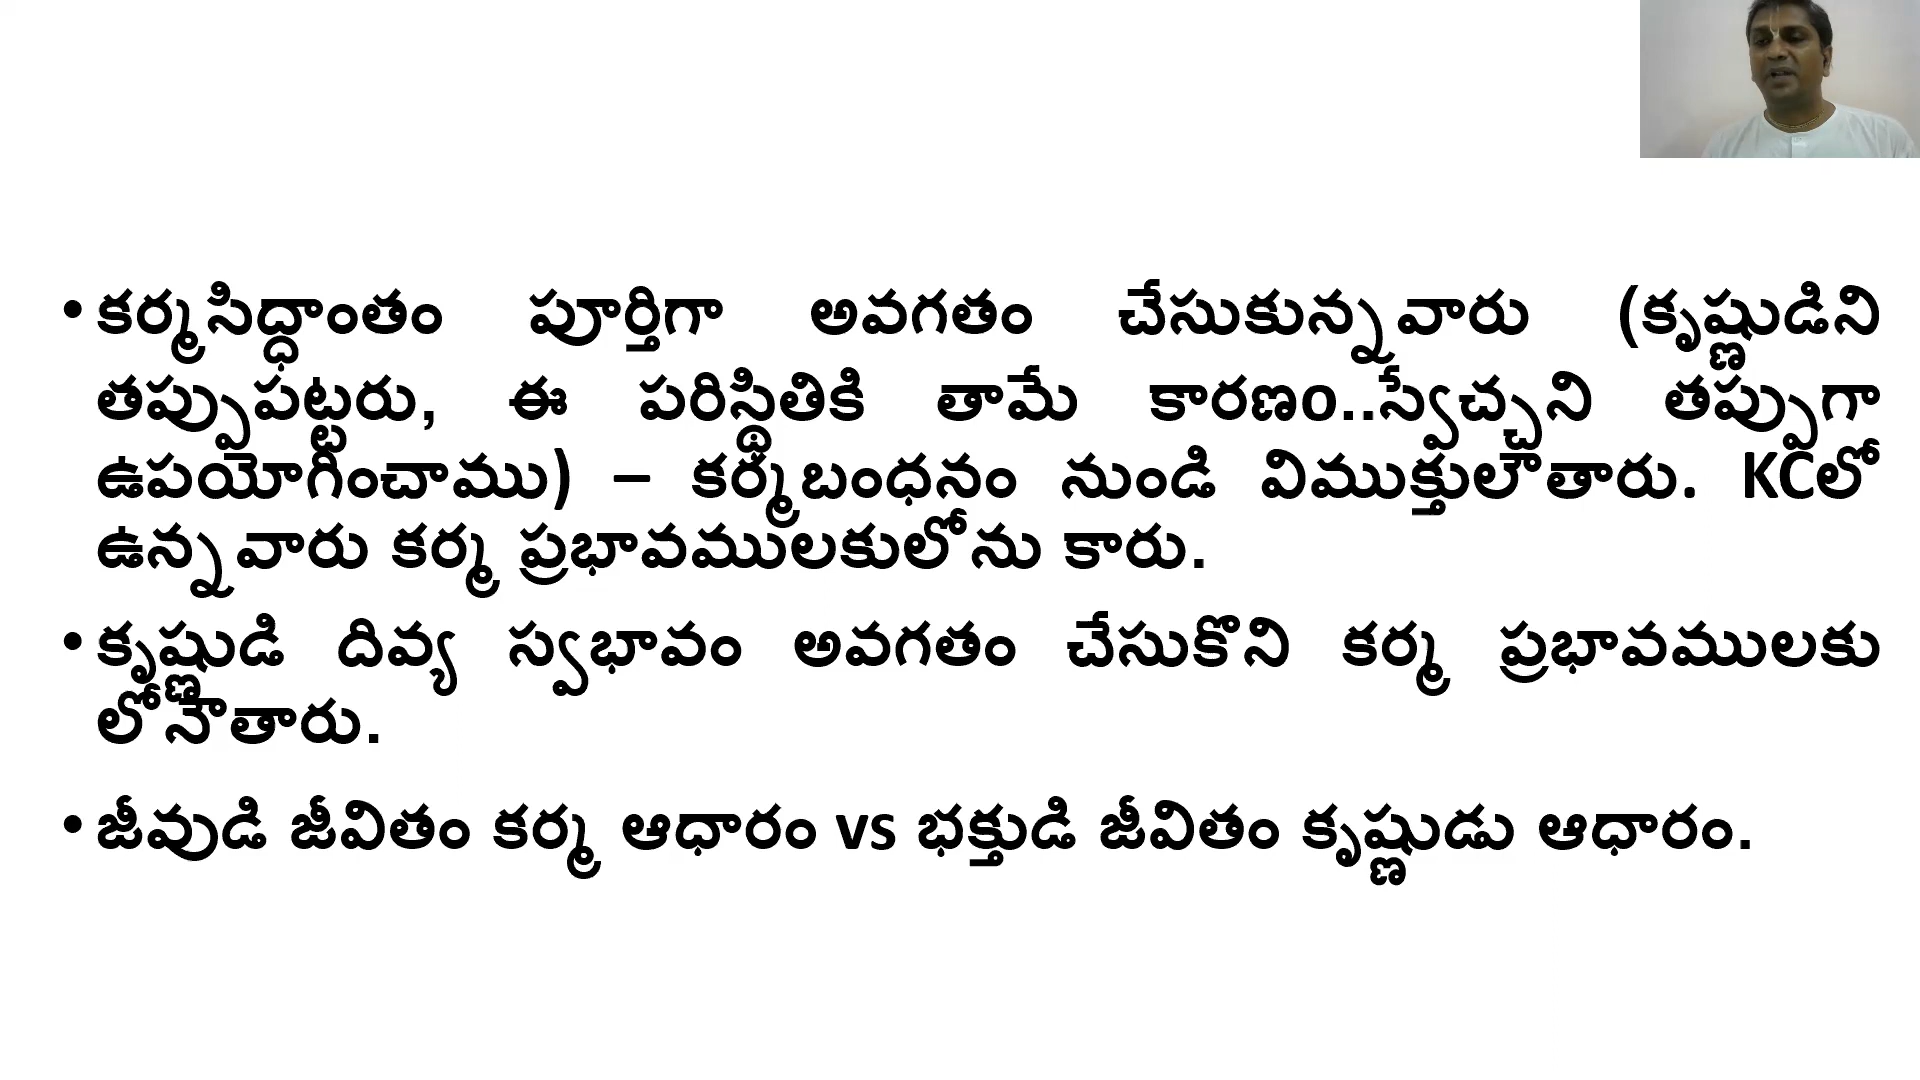 • కర్మసిద్ధాంతం పూర్తిగా అవగతం చేసుకున్నవారు (కృష్ణుడిని
తప్పుపట్టరు, ఈ పరిస్థితికి తామే కారణం..స్వేచ్ఛని తప్పుగా
ఉపయోగించాము) – కర్మబంధనం నుండి విముక్తులౌతారు. KCలో
ఉన్నవారు కర్మ ప్రభావములకులోను కారు.
• కృష్ణుడి దివ్య స్వభావం అవగతం చేసుకొని కర్మ ప్రభావములకు
లోనౌతారు.
• జీవుడి జీవితం కర్మ ఆధారం vs భక్తుడి జీవితం కృష్ణుడు ఆధారం.